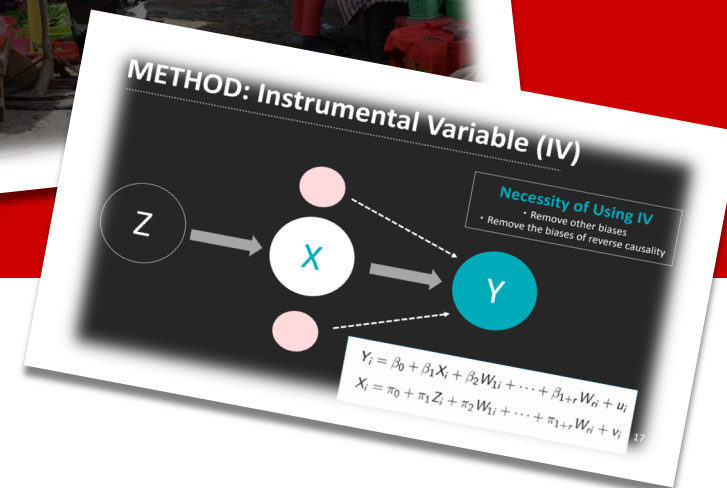 METHOD: Instrumental Variable (IV)
Z
X
Y
Necessity of Using IV
• Remove other biases
• Remove the biases of reverse causality
Yᵢ = β₀ + β₁Xᵢ + β₂W₁ᵢ + ⋯ + β₁₊ᵣWᵣᵢ + uᵢ
Xᵢ = π₀ + π₁Zᵢ + π₂W₁ᵢ + ⋯ + π₁₊ᵣWᵣᵢ + vᵢ
17